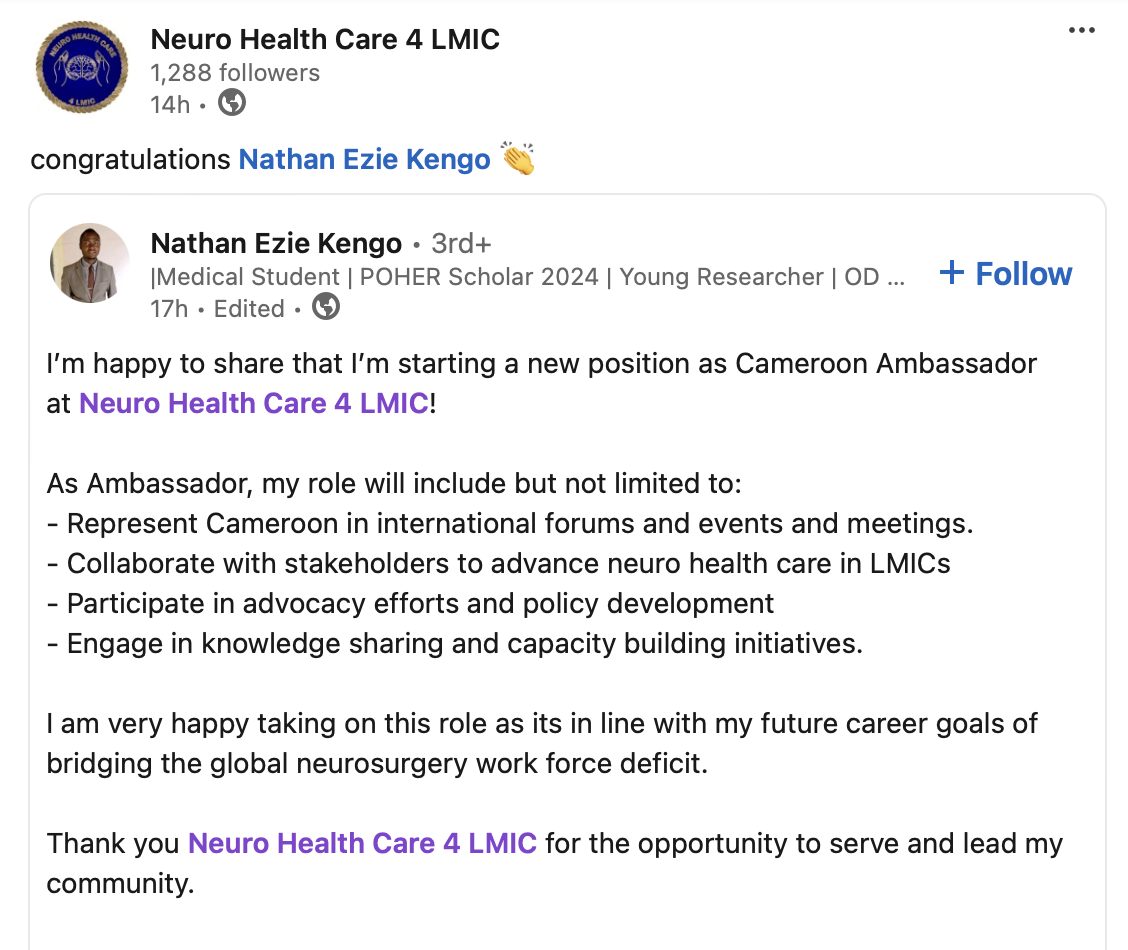 NEURO HEALTH CARE
4 LMIC
Neuro Health Care 4 LMIC
1,288 followers
14h •
congratulations Nathan Ezie Kengo 👏
Nathan Ezie Kengo • 3rd+
|Medical Student | POHER Scholar 2024 | Young Researcher | OD ...
+ Follow
17h • Edited •
I’m happy to share that I’m starting a new position as Cameroon Ambassador
at Neuro Health Care 4 LMIC!
As Ambassador, my role will include but not limited to:
- Represent Cameroon in international forums and events and meetings.
- Collaborate with stakeholders to advance neuro health care in LMICs
- Participate in advocacy efforts and policy development
- Engage in knowledge sharing and capacity building initiatives.
I am very happy taking on this role as its in line with my future career goals of
bridging the global neurosurgery work force deficit.
Thank you Neuro Health Care 4 LMIC for the opportunity to serve and lead my
community.